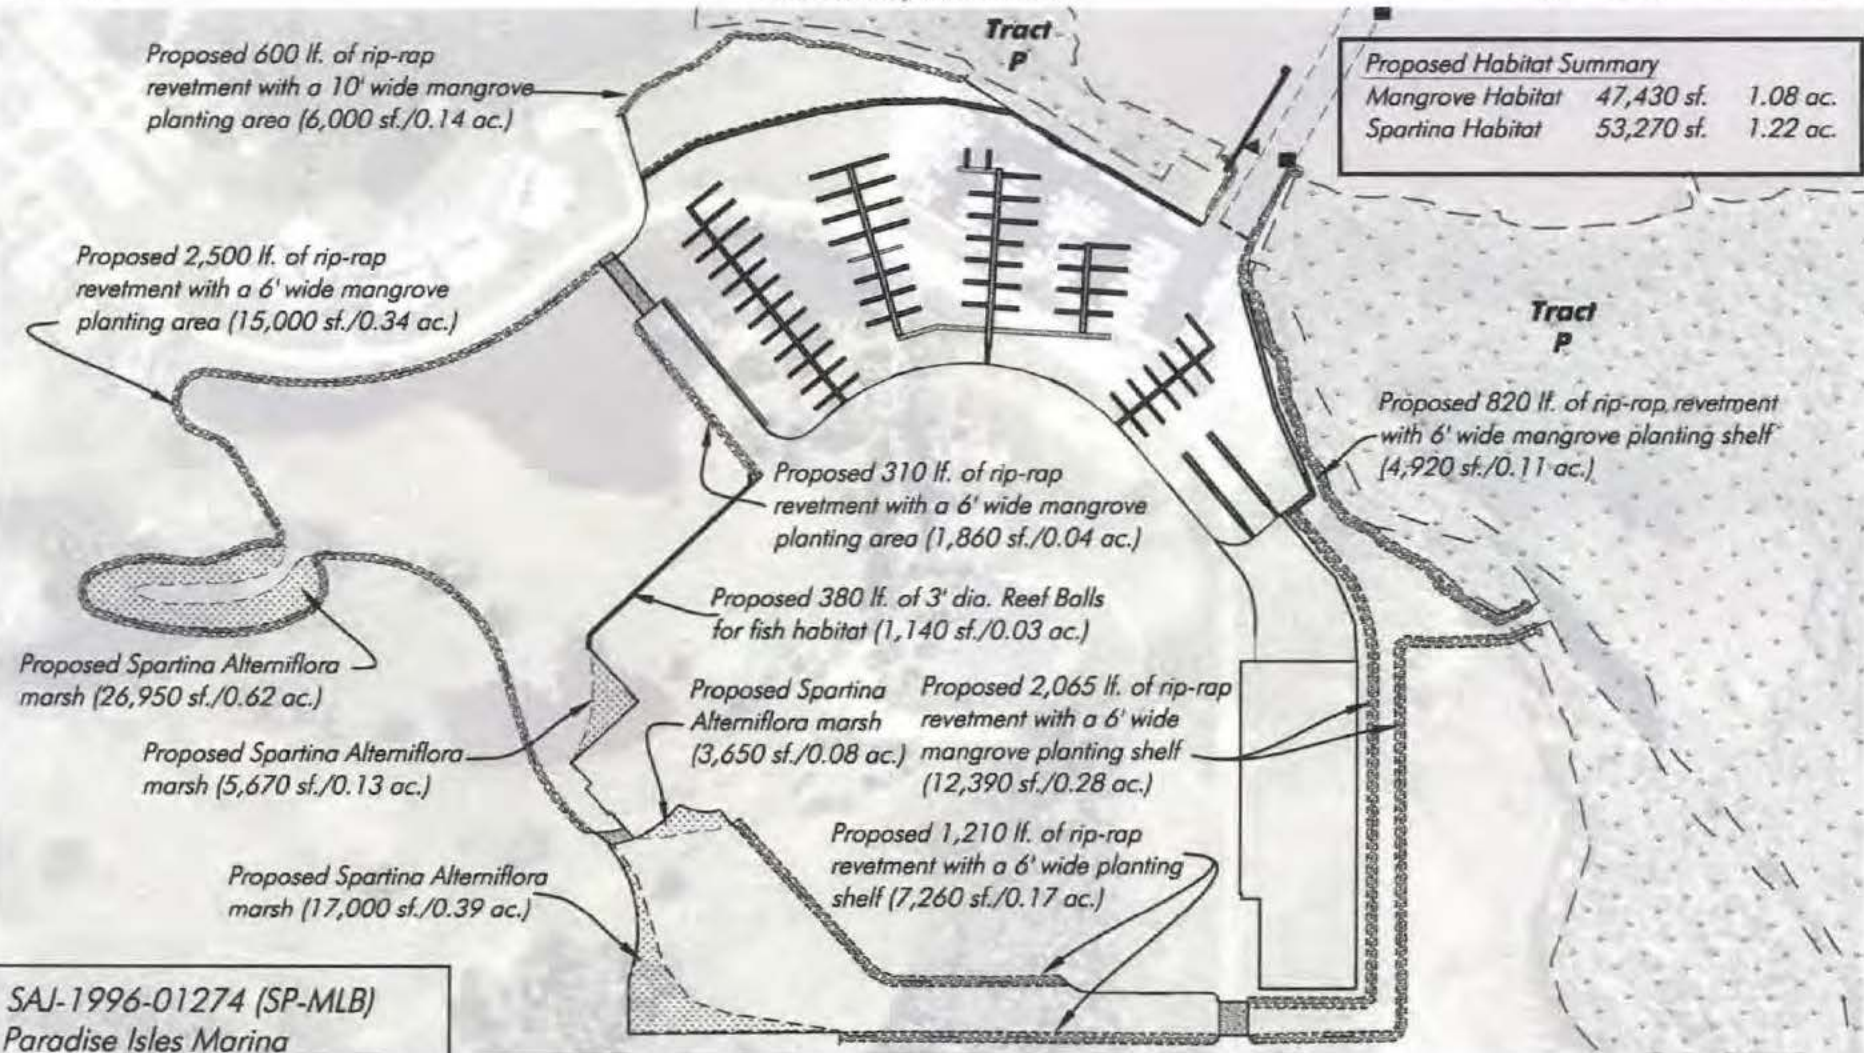 Tract
P
Proposed 600 lf. of rip-rap
revetment with a 10' wide mangrove
planting area (6,000 sf./0.14 ac.)
Proposed Habitat Summary
Mangrove Habitat 47,430 sf. 1.08 ac.
Spartina Habitat 53,270 sf. 1.22 ac.
Proposed 2,500 lf. of rip-rap
revetment with a 6' wide mangrove
planting area (15,000 sf./0.34 ac.)
Tract
P
Proposed 820 lf. of rip-rap revetment
with 6' wide mangrove planting shelf
(4,920 sf./0.11 ac.)
Proposed 310 lf. of rip-rap
revetment with a 6' wide mangrove
planting area (1,860 sf./0.04 ac.)
Proposed 380 lf. of 3' dia. Reef Balls
for fish habitat (1,140 sf./0.03 ac.)
Proposed Spartina Alterniflora
marsh (26,950 sf./0.62 ac.)
Proposed Spartina
Alterniflora marsh
(3,650 sf./0.08 ac.)
Proposed 2,065 lf. of rip-rap
revetment with a 6' wide
mangrove planting shelf
(12,390 sf./0.28 ac.)
Proposed Spartina Alterniflora
marsh (5,670 sf./0.13 ac.)
Proposed 1,210 lf. of rip-rap
revetment with a 6' wide planting
shelf (7,260 sf./0.17 ac.)
Proposed Spartina Alterniflora
marsh (17,000 sf./0.39 ac.)
SAJ-1996-01274 (SP-MLB)
Paradise Isles Marina